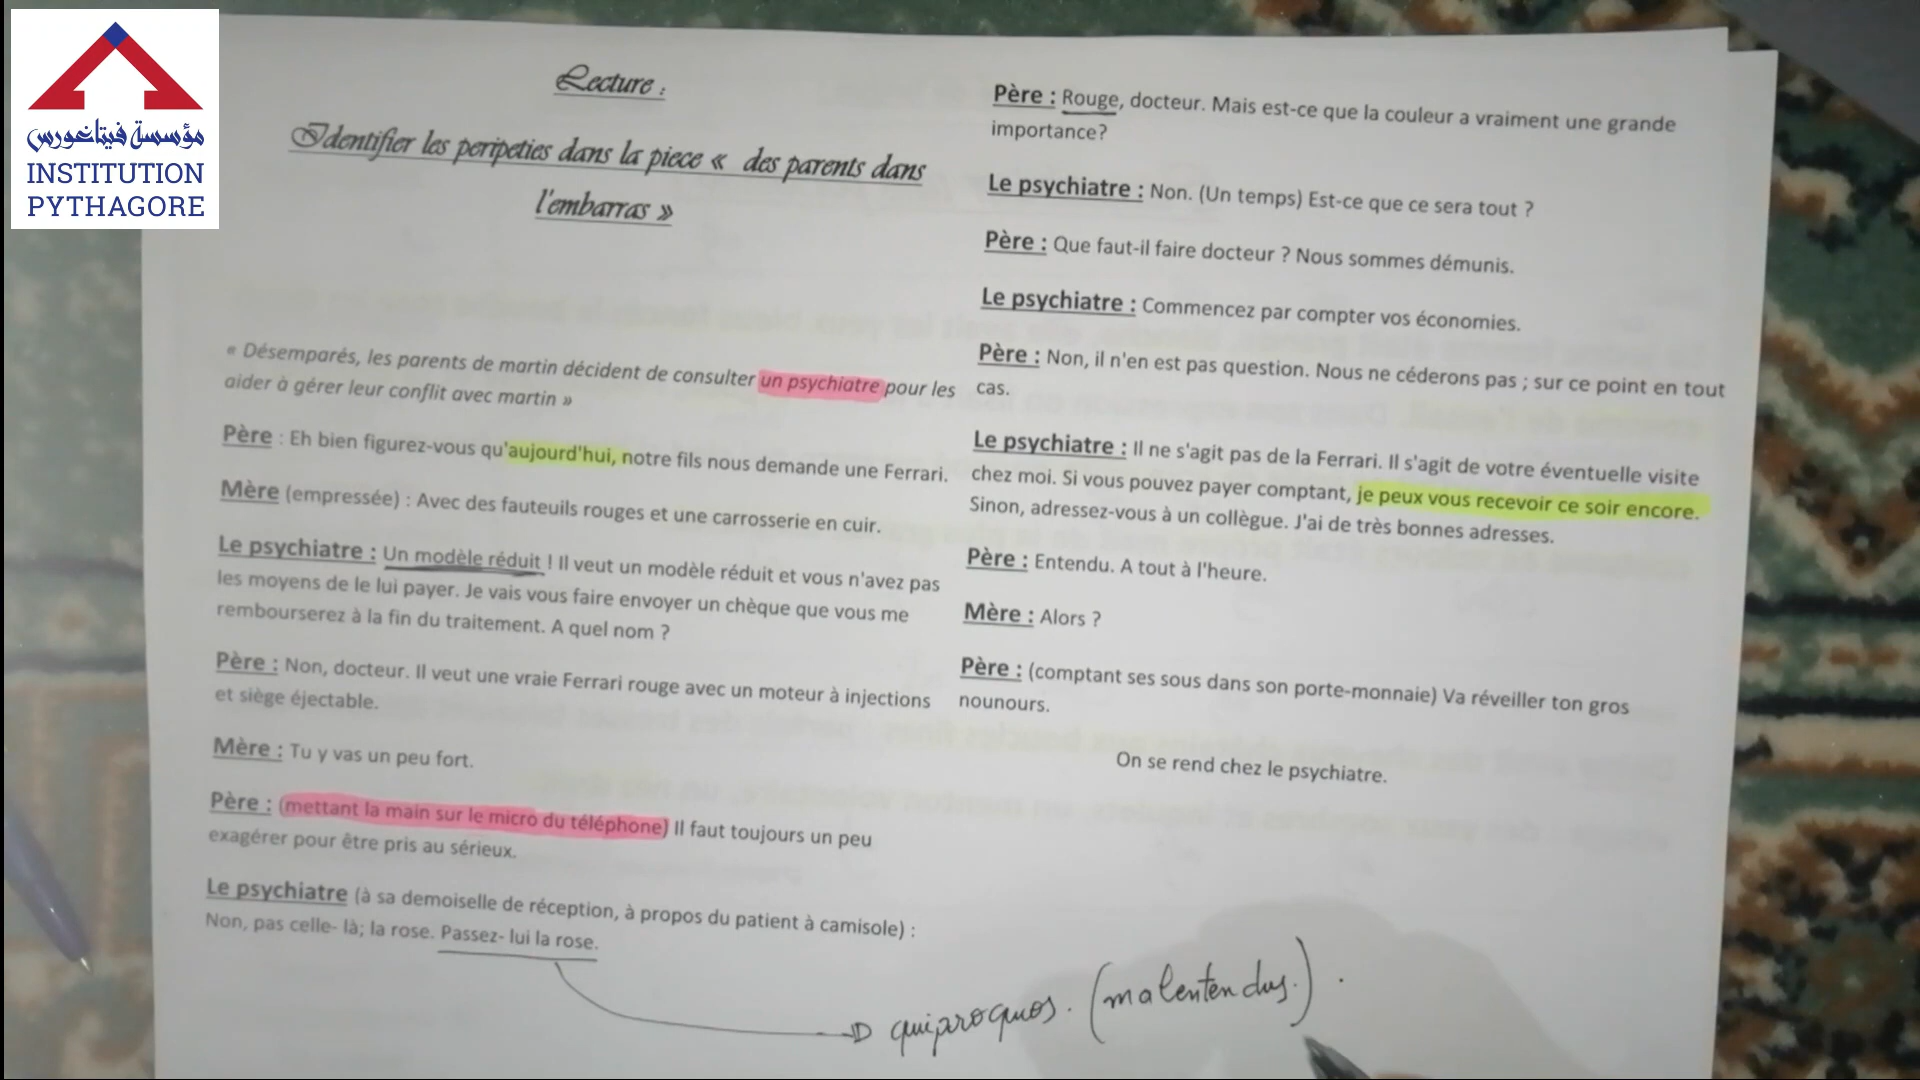 مؤسسة فيتاغورس
INSTITUTION
PYTHAGORE
Lecture :
Identifier les peripeties dans la piece « des parents dans
l'embarras »
« Désemparés, les parents de martin décident de consulter un psychiatre pour les
aider à gérer leur conflit avec martin »
Père : Eh bien figurez-vous qu'aujourd'hui, notre fils nous demande une Ferrari.
Mère (empressée) : Avec des fauteuils rouges et une carrosserie en cuir.
Le psychiatre : Un modèle réduit ! Il veut un modèle réduit et vous n'avez pas
les moyens de le lui payer. Je vais vous faire envoyer un chèque que vous me
rembourserez à la fin du traitement. A quel nom ?
Père : Non, docteur. Il veut une vraie Ferrari rouge avec un moteur à injections
et siège éjectable.
Mère : Tu y vas un peu fort.
Père : (mettant la main sur le micro du téléphone) Il faut toujours un peu
exagérer pour être pris au sérieux.
Le psychiatre (à sa demoiselle de réception, à propos du patient à camisole) :
Non, pas celle- là; la rose. Passez- lui la rose.
quiproquos. (malentendus.).
Père : Rouge, docteur. Mais est-ce que la couleur a vraiment une grande
importance?
Le psychiatre : Non. (Un temps) Est-ce que ce sera tout ?
Père : Que faut-il faire docteur ? Nous sommes démunis.
Le psychiatre : Commencez par compter vos économies.
Père : Non, il n'en est pas question. Nous ne céderons pas ; sur ce point en tout
cas.
Le psychiatre : Il ne s'agit pas de la Ferrari. Il s'agit de votre éventuelle visite
chez moi. Si vous pouvez payer comptant, je peux vous recevoir ce soir encore.
Sinon, adressez-vous à un collègue. J'ai de très bonnes adresses.
Père : Entendu. A tout à l'heure.
Mère : Alors ?
Père : (comptant ses sous dans son porte-monnaie) Va réveiller ton gros
nounours.
On se rend chez le psychiatre.